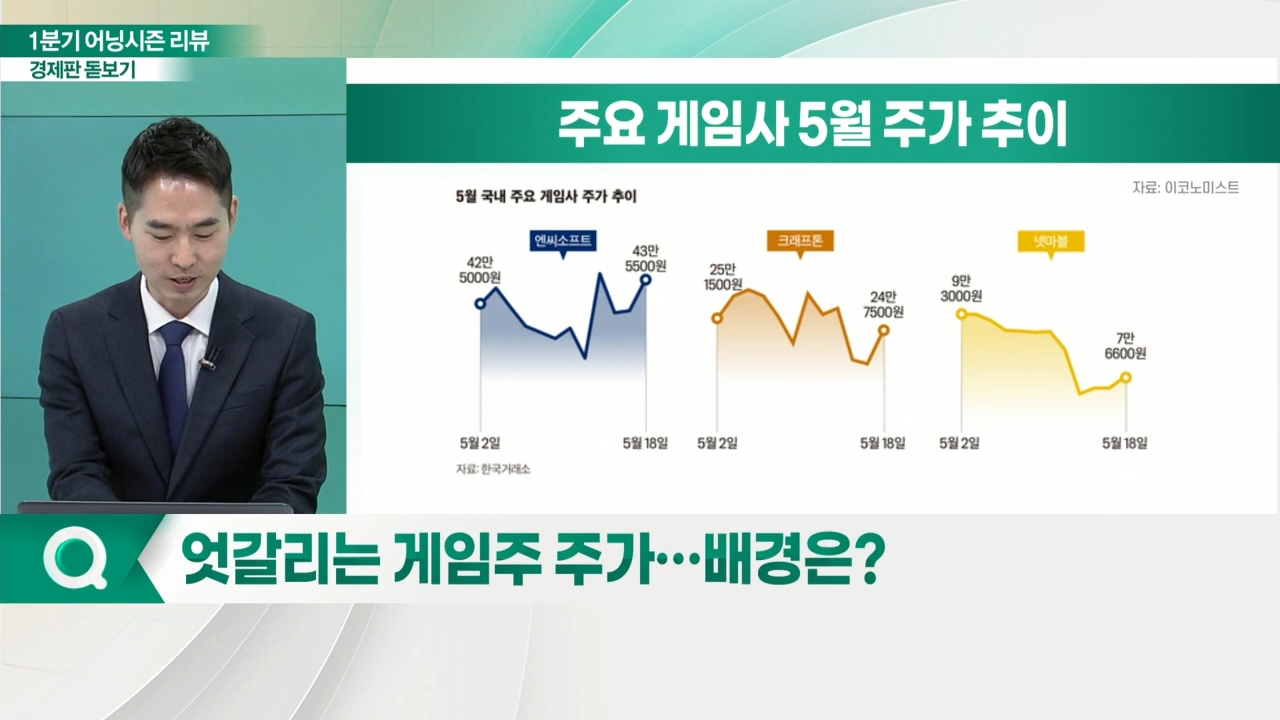 1분기 어닝시즌 리뷰
경제판 돋보기
주요 게임사 5월 주가 추이
자료: 이코노미스트
5월 국내 주요 게임사 주가 추이
엔씨소프트
42만
5000원
43만
5500원
5월 2일
5월 18일
크래프톤
25만
1500원
24만
7500원
5월 2일
5월 18일
넷마블
9만
3000원
7만
6600원
5월 2일
5월 18일
자료: 한국거래소
엇갈리는 게임주 주가…배경은?